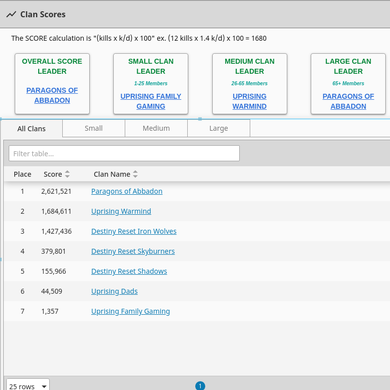 Clan Scores
The SCORE calculation is "(kills x k/d) x 100" ex. (12 kills x 1.4 k/d) x 100 = 1680
OVERALL SCORE
LEADER
PARAGONS OF
ABBADON
SMALL CLAN
LEADER
1-25 Members
UPRISING FAMILY
GAMING
MEDIUM CLAN
LEADER
26-65 Members
UPRISING
WARMIND
LARGE CLAN
LEADER
65+ Members
PARAGONS OF
ABBADON
All Clans Small Medium Large
Filter table...
Place Score Clan Name
1 2,621,521 Paragons of Abbadon
2 1,684,611 Uprising Warmind
3 1,427,436 Destiny Reset Iron Wolves
4 379,801 Destiny Reset Skyburners
5 155,966 Destiny Reset Shadows
6 44,509 Uprising Dads
7 1,357 Uprising Family Gaming
25 rows 1